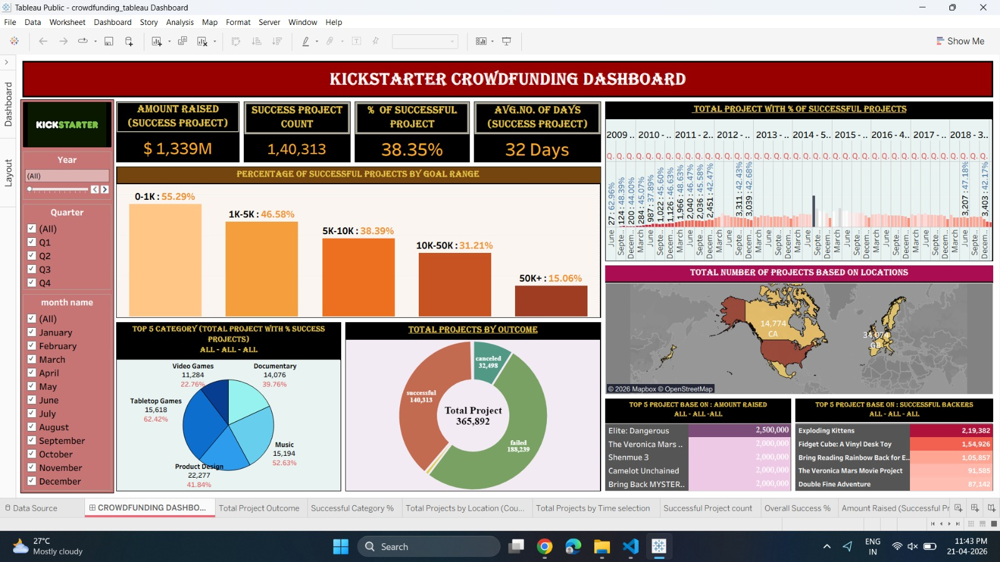 Tableau Public - crowdfunding_tableau Dashboard
File Data Worksheet Dashboard Story Analysis Map Format Server Window Help
Show Me
Dashboard
Layout
KICKSTARTER CROWDFUNDING DASHBOARD
KICKSTARTER
Year
(All)
Quarter
(All)
Q1
Q2
Q3
Q4
month name
(All)
January
February
March
April
May
June
July
August
September
October
November
December
AMOUNT RAISED
(SUCCESS PROJECT)
$ 1,339M
SUCCESS PROJECT
COUNT
1,40,313
% OF SUCCESSFUL
PROJECT
38.35%
AVG.NO. OF DAYS
(SUCCESS PROJECT)
32 Days
PERCENTAGE OF SUCCESSFUL PROJECTS BY GOAL RANGE
0-1K : 55.29%
1K-5K : 46.58%
5K-10K : 38.39%
10K-50K : 31.21%
50K+ : 15.06%
TOP 5 CATEGORY (TOTAL PROJECT WITH % SUCCESS
PROJECTS)
ALL - ALL - ALL
Video Games
11,284
22.76%
Documentary
14,076
39.76%
Tabletop Games
15,618
62.42%
Music
15,194
52.63%
Product Design
22,277
41.84%
TOTAL PROJECTS BY OUTCOME
canceled
32,498
successful
140,313
Total Project
365,892
failed
188,239
TOTAL PROJECT WITH % OF SUCCESSFUL PROJECTS
2009 .. 2010 - .. 2011 - 2.. 2012 - .. 2013 - .. 2014 - 5.. 2015 - .. 2016 - 4.. 2017 - .. 2018 - 3..
Q. Q. Q. Q. Q. Q. Q. Q. Q. Q. Q. Q. Q. Q. Q. Q. Q. Q. Q. Q. Q. Q. Q. Q. Q. Q. Q. Q. Q. Q. Q. Q. Q. Q. Q. Q. Q. Q. Q.
27 : 62.96%
124 : 48.39%
200 : 44.00%
284 : 45.07%
987 : 37.89%
1,022 : 45.60%
1,126 : 46.63%
1,966 : 48.63%
2,040 : 46.47%
2,036 : 45.58%
2,451 : 42.47%
3,311 : 42.43%
3,039 : 42.68%
3,207 : 47.18%
3,403 : 42.17%
June Septe.. Decem.. March June Septe.. Decem.. March June Septe.. Decem.. March June Septe.. Decem.. March June Septe.. Decem.. March June Septe.. Decem.. March June Septe.. Decem.. March June Septe.. Decem.. March June Septe.. Decem.. March June Septe.. Decem..
TOTAL NUMBER OF PROJECTS BASED ON LOCATIONS
14,774
CA
34,074
GB
© 2026 Mapbox © OpenStreetMap
TOP 5 PROJECT BASE ON : AMOUNT RAISED
ALL - ALL -ALL
Elite: Dangerous 2,500,000
The Veronica Mars .. 2,000,000
Shenmue 3 2,000,000
Camelot Unchained 2,000,000
Bring Back MYSTER.. 2,000,000
TOP 5 PROJECT BASE ON : SUCCESSFUL BACKERS
ALL - ALL - ALL
Exploding Kittens 2,19,382
Fidget Cube: A Vinyl Desk Toy 1,54,926
Bring Reading Rainbow Back for E.. 1,05,857
The Veronica Mars Movie Project 91,585
Double Fine Adventure 87,142
Data Source CROWDFUNDING DASHBO... Total Project Outcome Successful Category % Total Projects by Location (Cou... Total Projects by Time selection Successful Project count Overall Success % Amount Raised (Successful Pr
27°C
Mostly cloudy
Search
ENG
IN
11:43 PM
21-04-2026